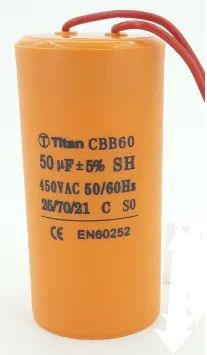 Titan CBB60
50 µF±5% SH
450VAC 50/60Hz
25/70/21 C S0
CE EN60252